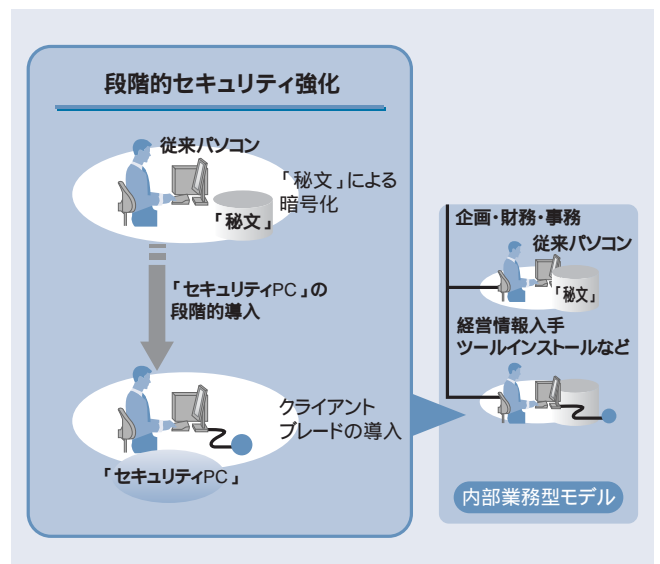 段階的セキュリティ強化
従来パソコン
「秘文」による
暗号化
「秘文」
「セキュリティPC」の
段階的導入
クライアント
ブレードの導入
「セキュリティPC」
企画・財務・事務
従来パソコン
「秘文」
経営情報入手
ツールインストールなど
内部業務型モデル